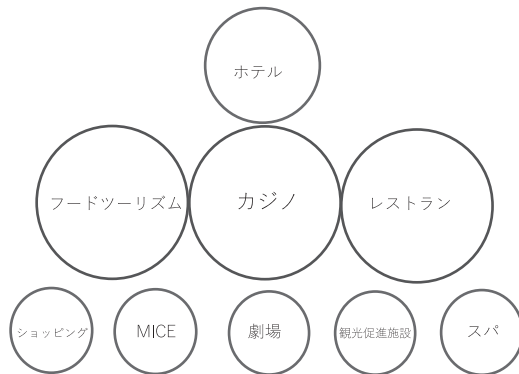 ホテル
フードツーリズム
カジノ
レストラン
ショッピング
MICE
劇場
観光促進施設
スパ